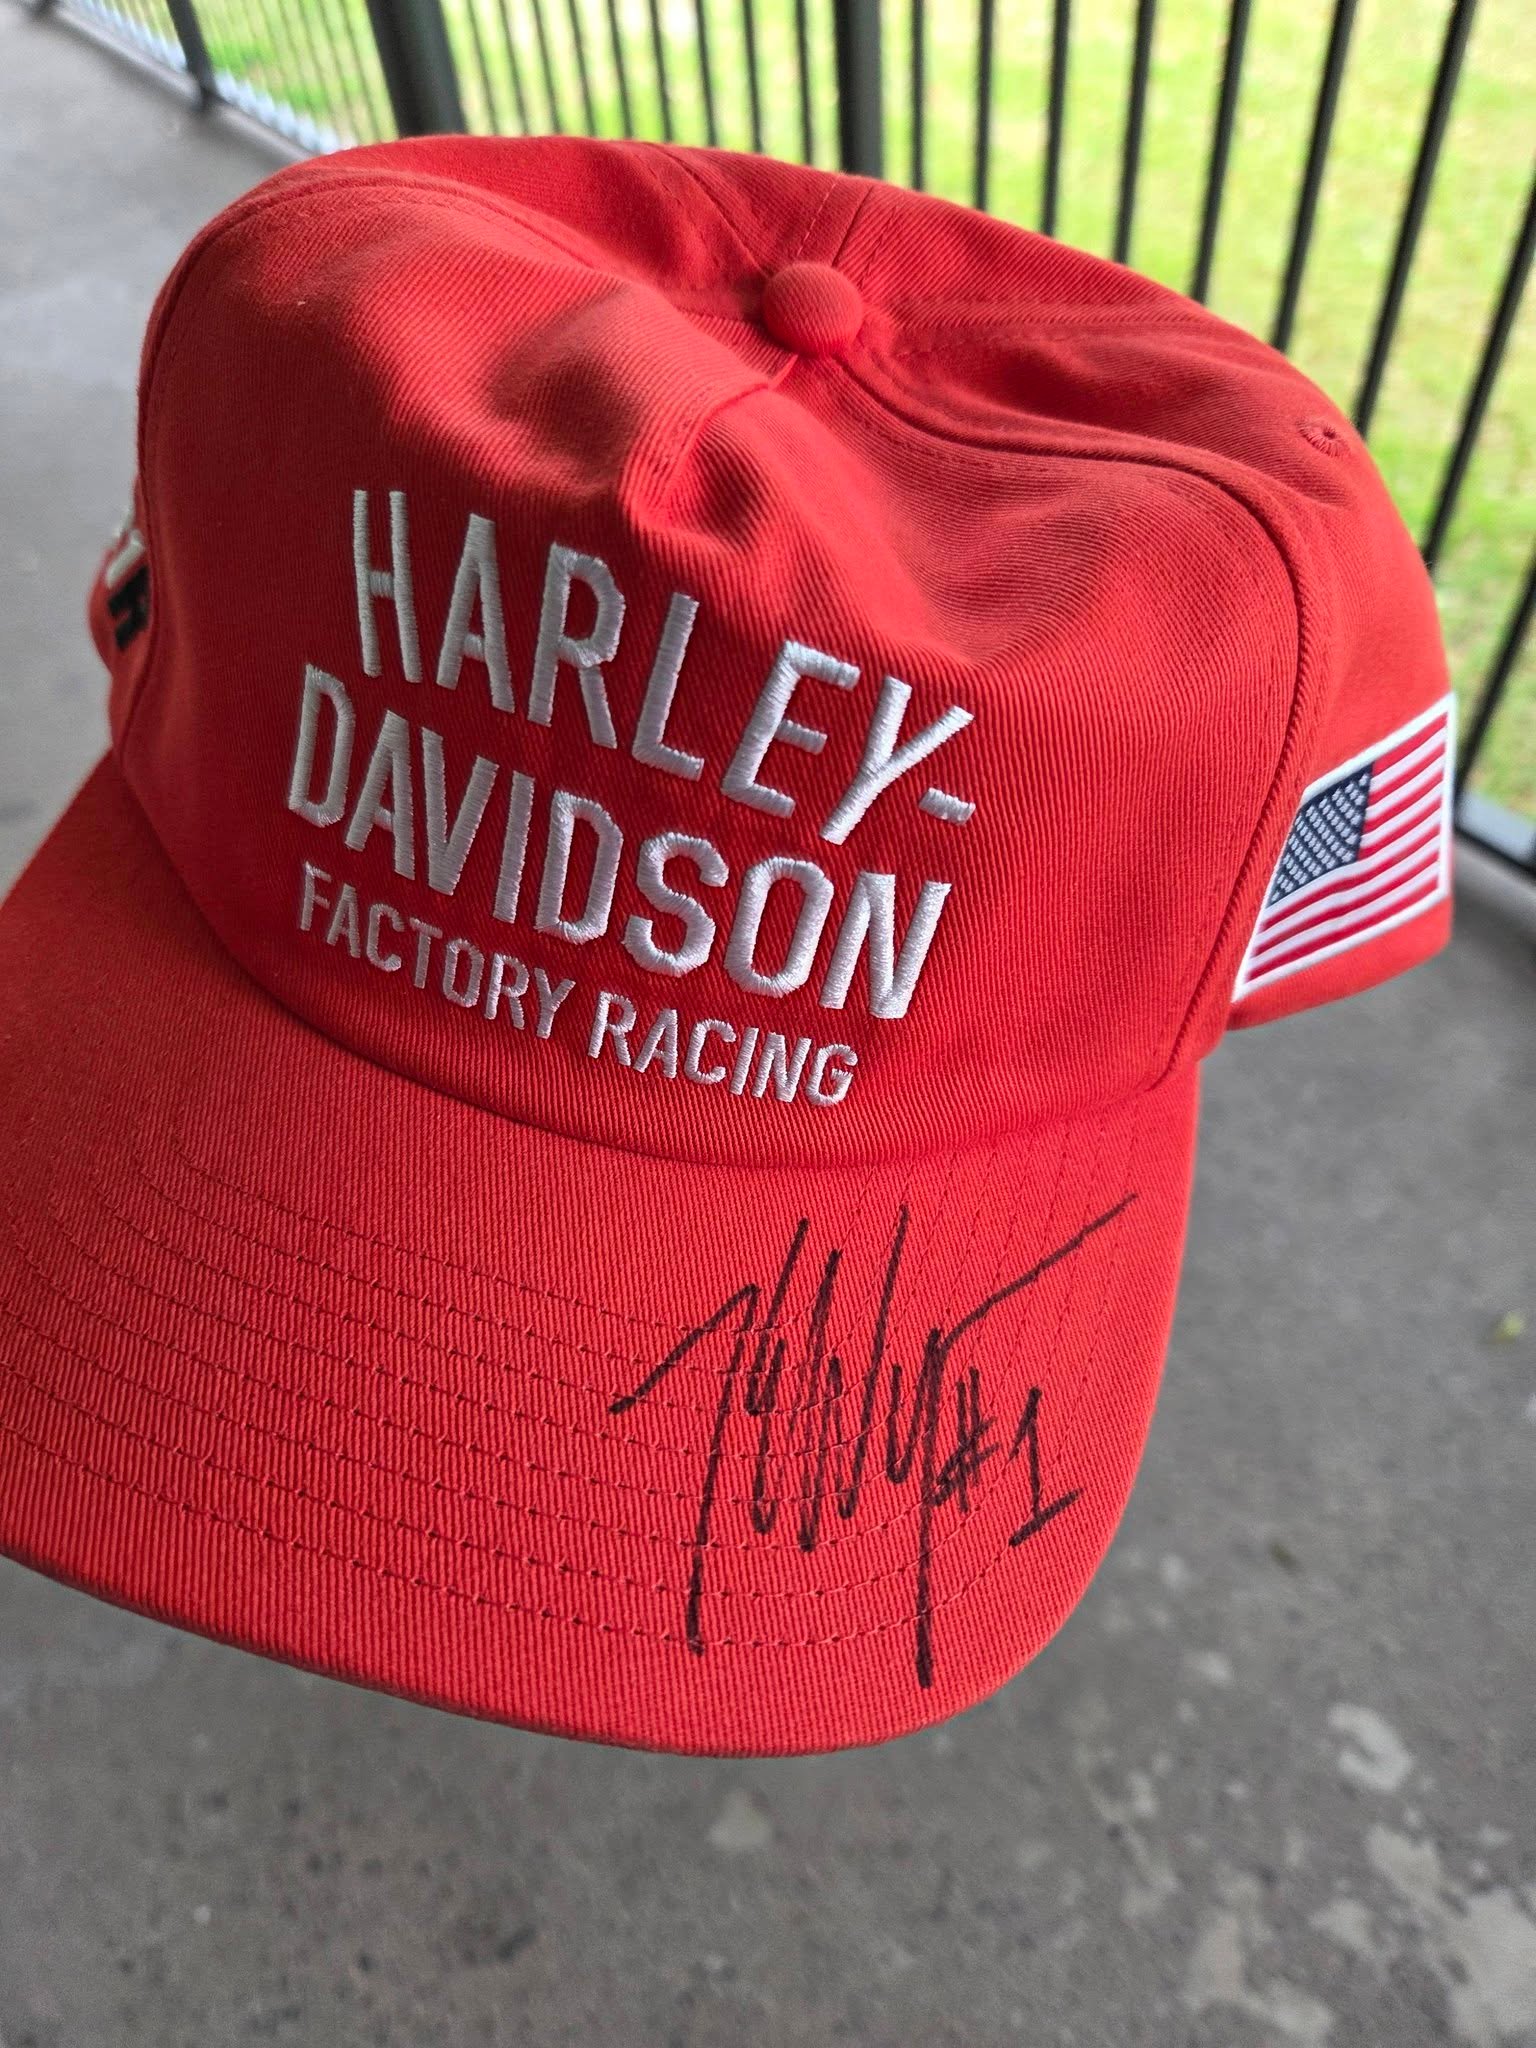 HARLEY-
DAVIDSON
FACTORY RACING
#1